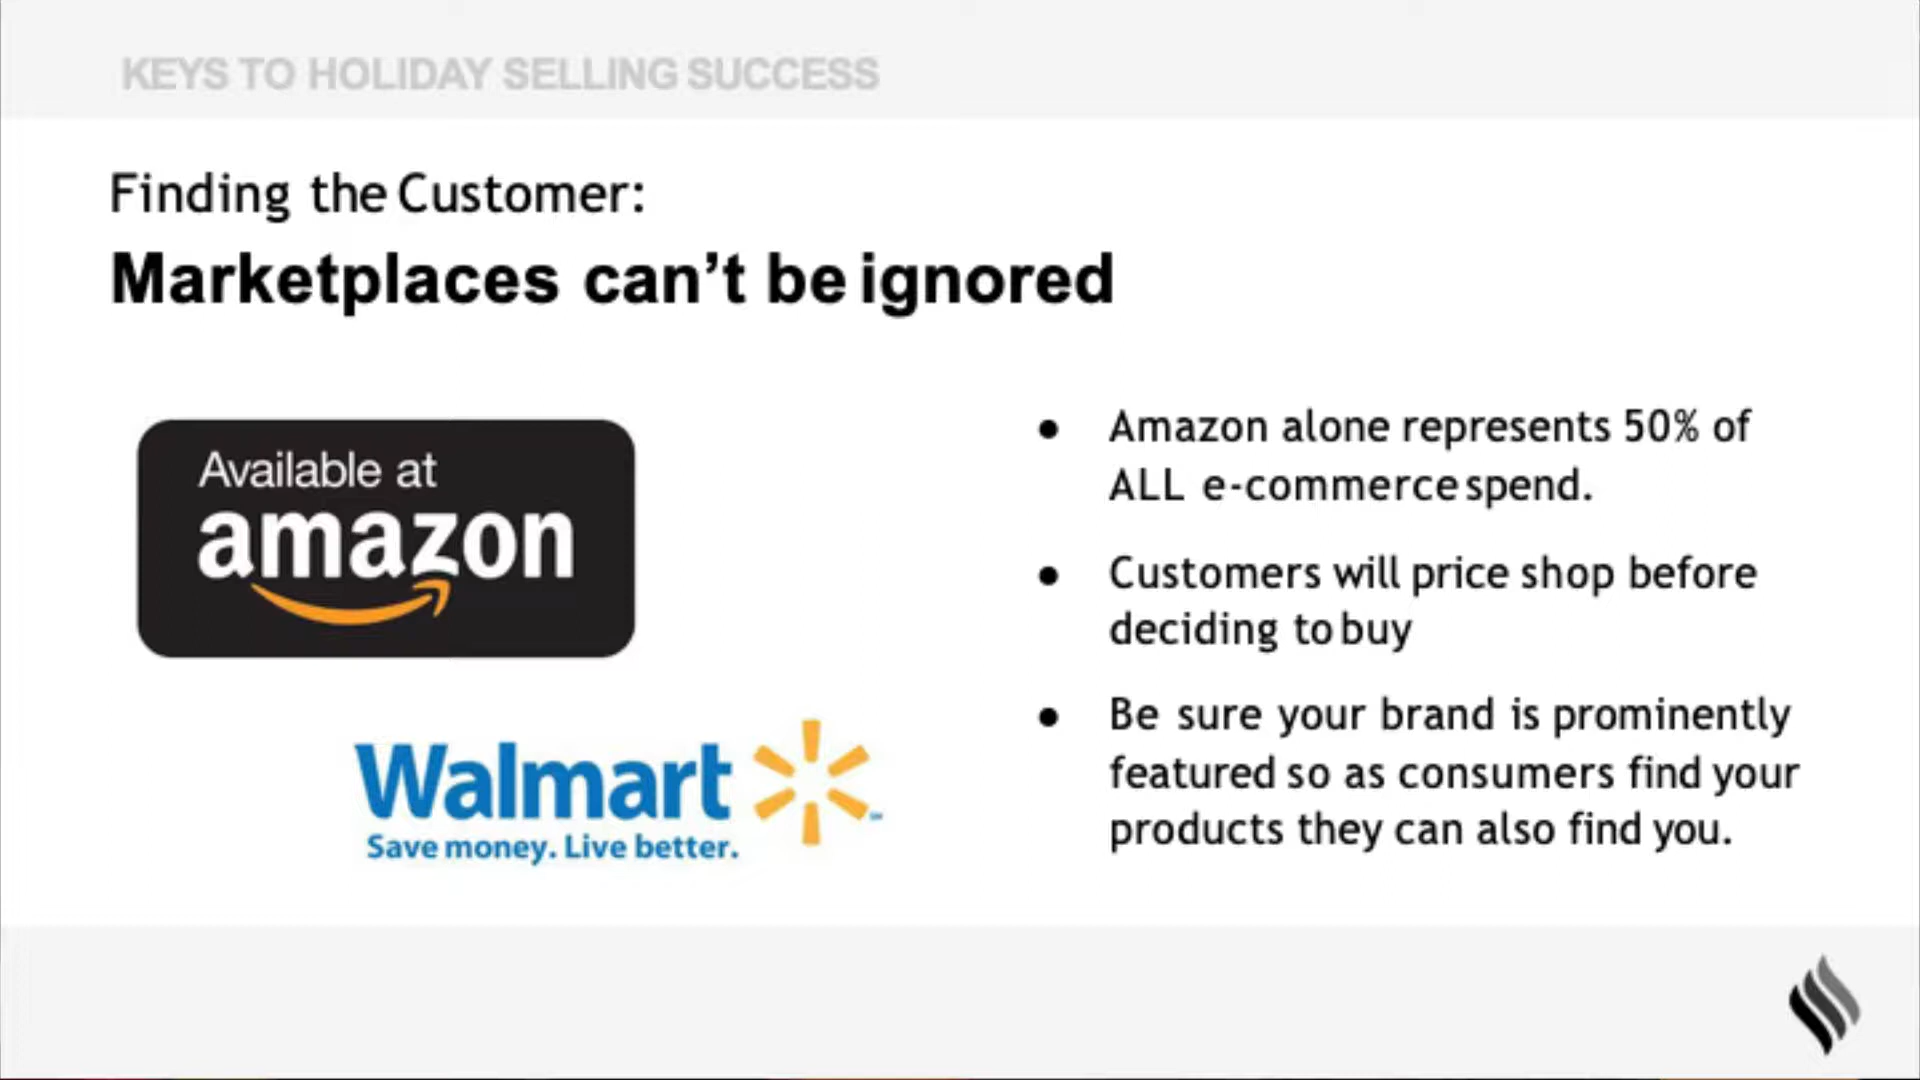 KEYS TO HOLIDAY SELLING SUCCESS
Finding the Customer:
Marketplaces can’t be ignored
Available at
amazon
Walmart
Save money. Live better.
● Amazon alone represents 50% of
ALL e-commerce spend.
● Customers will price shop before
deciding to buy
● Be sure your brand is prominently
featured so as consumers find your
products they can also find you.